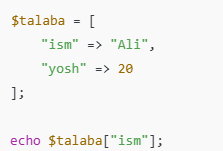 $talaba = [
    "ism" => "Ali",
    "yosh" => 20
];

echo $talaba["ism"];